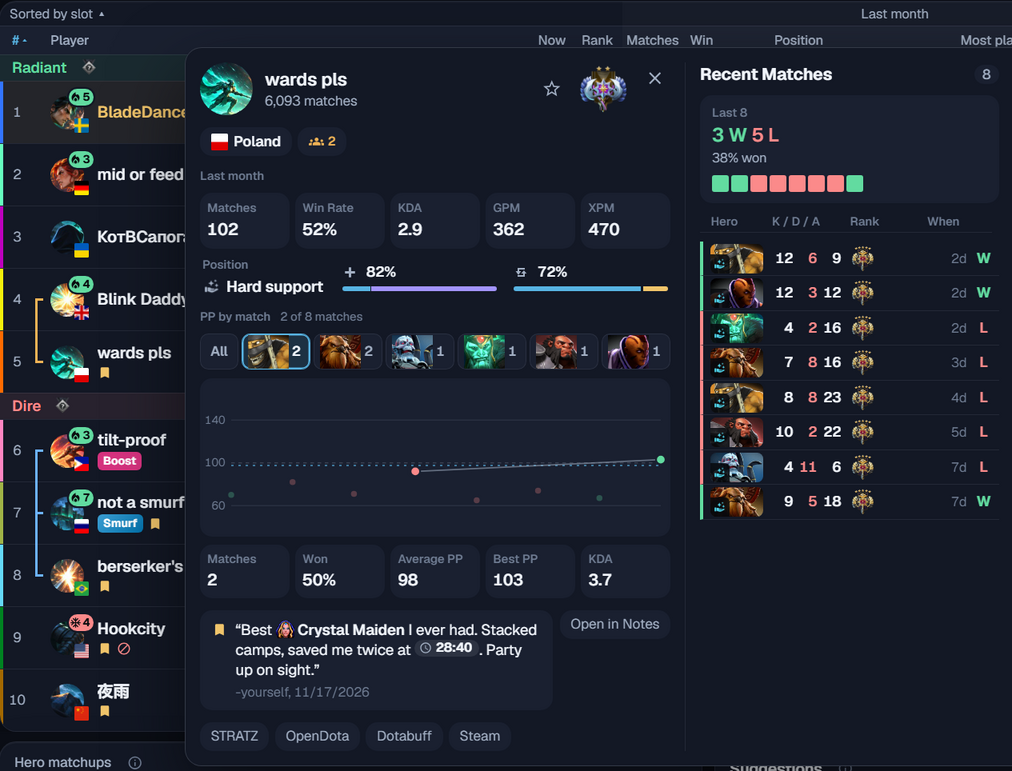 Sorted by slot
Last month
#
Player
Now Rank Matches Win Position
Radiant
1
5
BladeDance
2
3
mid or feed
3
4
4
Blink Daddy
5
wards pls
Dire
6
3
tilt-proof
Boost
7
7
not a smurf
Smurf
8
berserker's
9
4
Hookcity
10
夜雨
Hero matchups
wards pls
6,093 matches
Poland
2
Last month
Matches
102
Win Rate
52%
KDA
2.9
GPM
362
XPM
470
Position
Hard support
82%
72%
PP by match 2 of 8 matches
All 2 2 1 1 1 1
140
100
60
Matches
2
Won
50%
Average PP
98
Best PP
103
KDA
3.7
“Best Crystal Maiden I ever had. Stacked
camps, saved me twice at 28:40 . Party
up on sight.”
-yourself, 11/17/2026
Open in Notes
STRATZ OpenDota Dotabuff Steam
Recent Matches 8
Last 8
3 W 5 L
38% won
Hero K / D / A Rank When
12 6 9 2d W
12 3 12 2d W
4 2 16 2d L
7 8 16 3d L
8 8 23 4d L
10 2 22 5d L
4 11 6 7d L
9 5 18 7d W